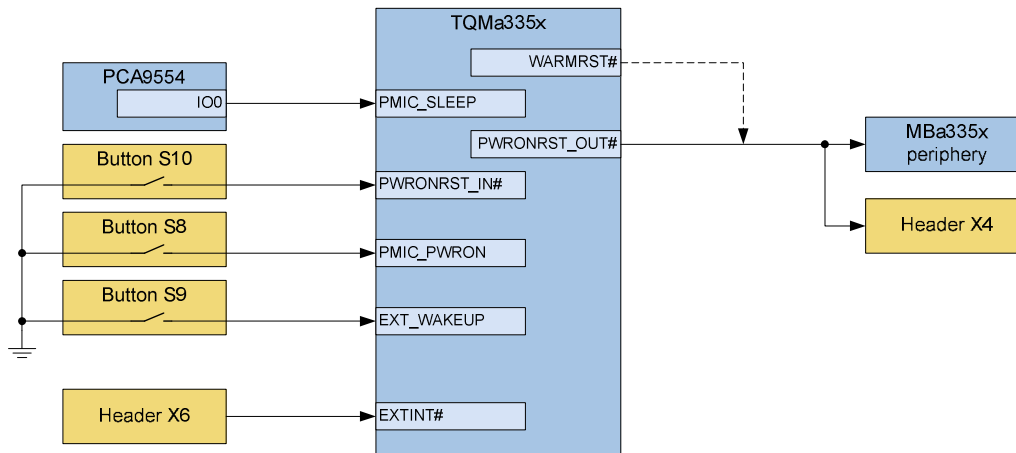 TQMa335x
WARMRST#
PCA9554
IO0
PMIC_SLEEP
PWRONRST_OUT#
MBa335x
periphery
Button S10
PWRONRST_IN#
Header X4
Button S8
PMIC_PWRON
Button S9
EXT_WAKEUP
Header X6
EXTINT#